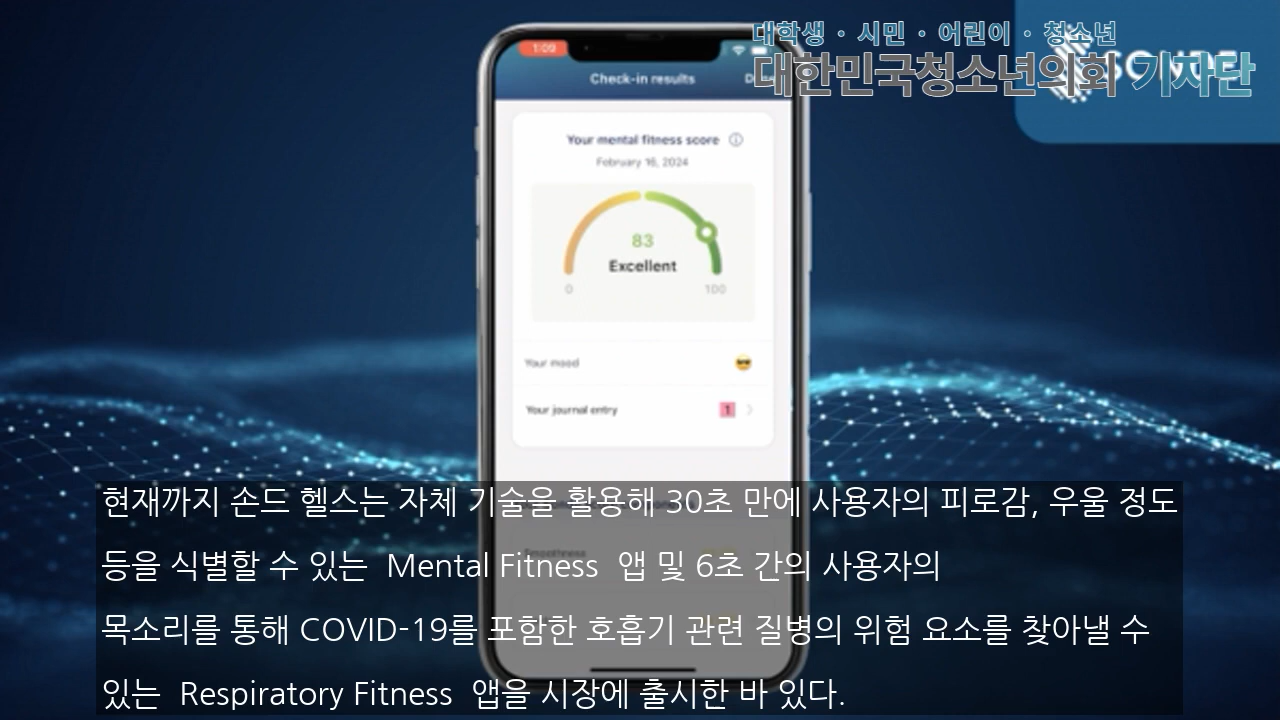 대학생 · 시민 · 어린이 · 청소년
대한민국청소년의회 기자단
1:09
Check-in results
Your mental fitness score
February 16, 2024
83
Excellent
0
100
Your mood
Your journal entry
1
Smoothness
현재까지 손드 헬스는 자체 기술을 활용해 30초 만에 사용자의 피로감, 우울 정도
등을 식별할 수 있는 Mental Fitness 앱 및 6초 간의 사용자의
목소리를 통해 COVID-19를 포함한 호흡기 관련 질병의 위험 요소를 찾아낼 수
있는 Respiratory Fitness 앱을 시장에 출시한 바 있다.